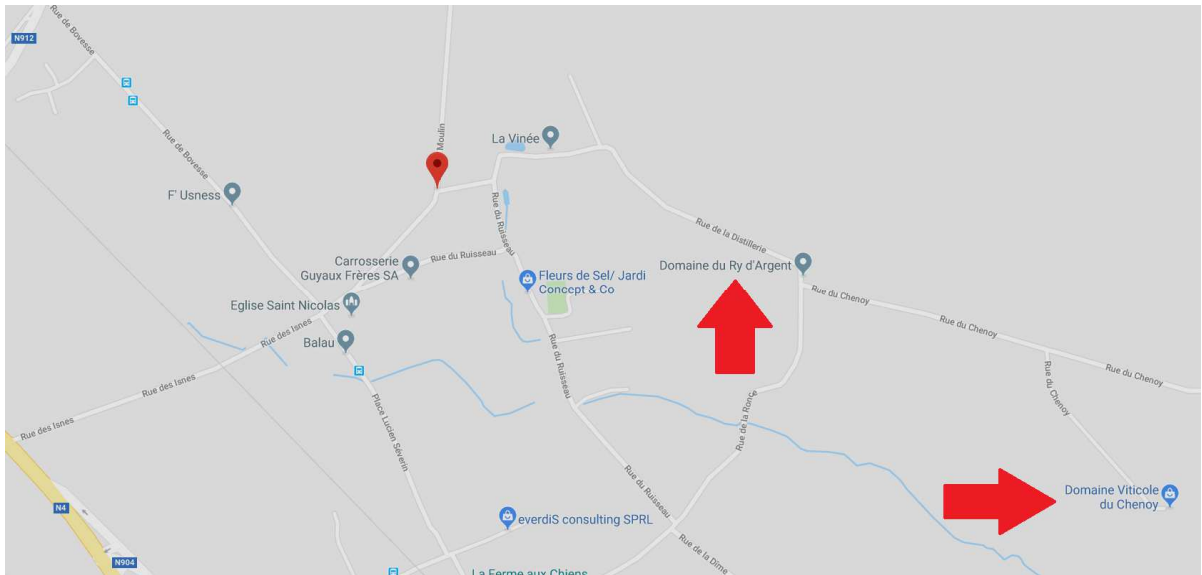 Rue de Bovesse
N912
Rue de Bovesse
Moulin
La Vinée
F' Usness
Rue du Ruisseau
Rue de la Distillerie
Carrosserie
Guyaux Frères SA
Rue du Ruisseau
Domaine du Ry d'Argent
Fleurs de Sel/ Jardi
Concept & Co
Rue du Chenoy
Eglise Saint Nicolas
Rue du Chenoy
Rue des Isnes
Balau
Rue du Ruisseau
Rue du Chenoy
Rue des Isnes
Rue du Chenoy
Place Lucien Séverin
Rue de la Ronce
Rue des Isnes
Rue du Ruisseau
Domaine Viticole
du Chenoy
N4
everdiS consulting SPRL
Rue de la Dime
N904
La Ferme aux Chiens